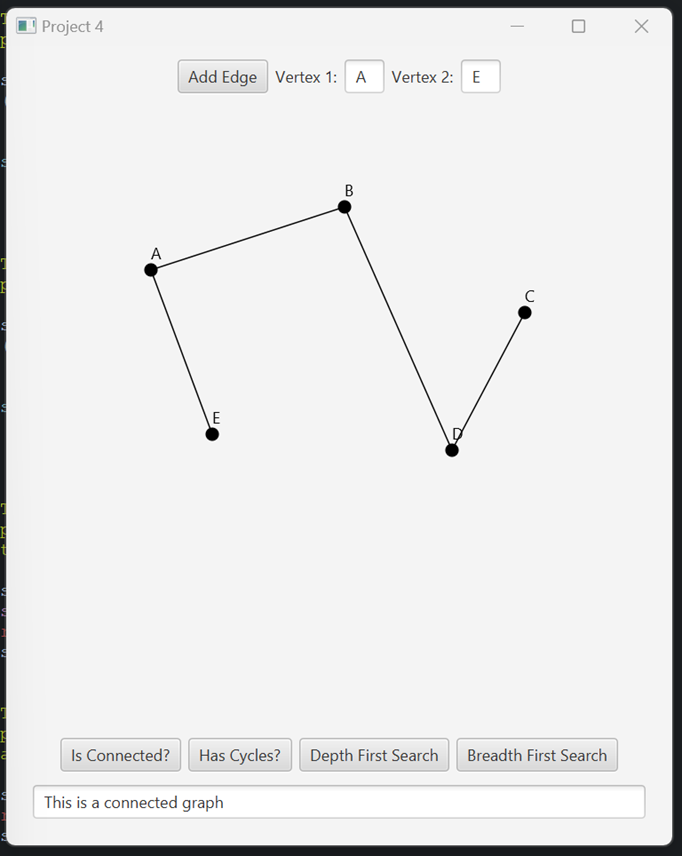 Project 4
Add Edge Vertex 1: A Vertex 2: E
B
A
C
E
D
Is Connected? Has Cycles? Depth First Search Breadth First Search
This is a connected graph